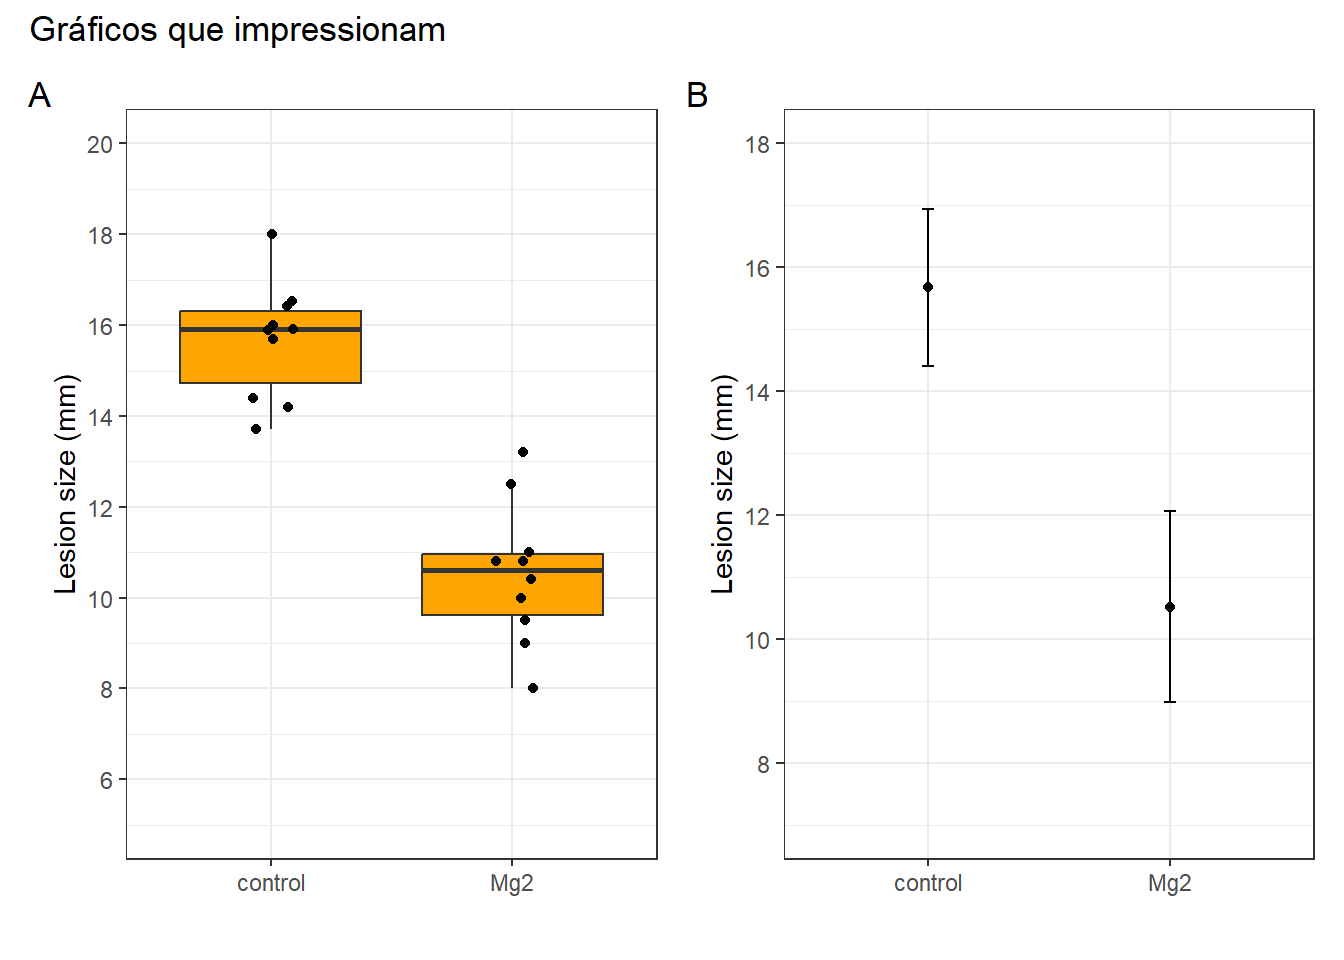 Gráficos que impressionam
A
Lesion size (mm)
20
18
16
14
12
10
8
6
control Mg2
B
Lesion size (mm)
18
16
14
12
10
8
control Mg2